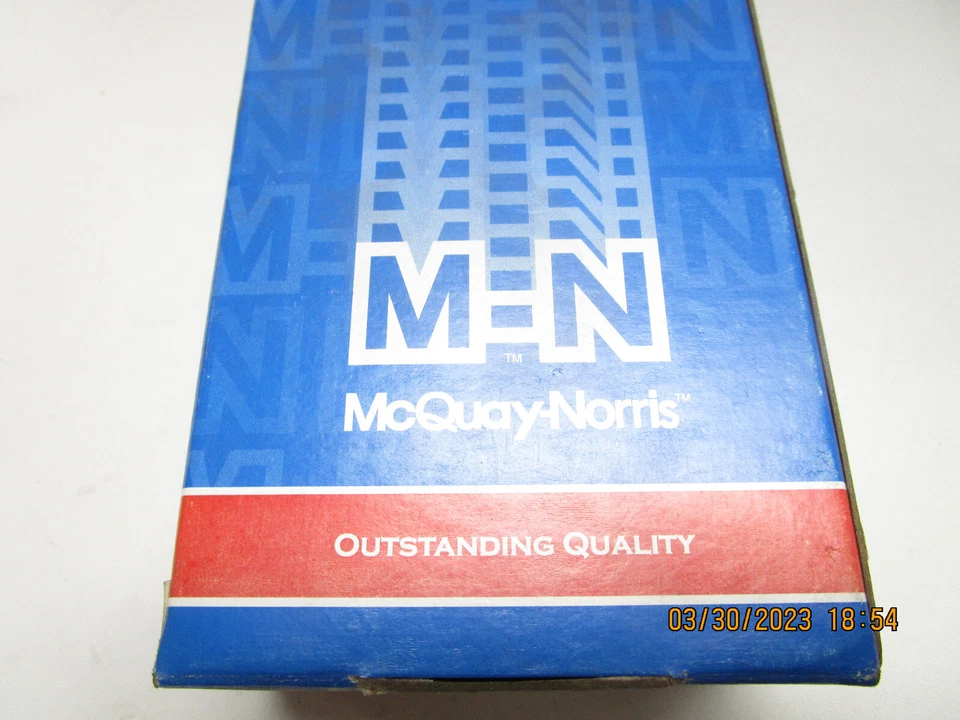 M-N
TM
McQuay-Norris™
OUTSTANDING QUALITY
03/30/2023 18:54